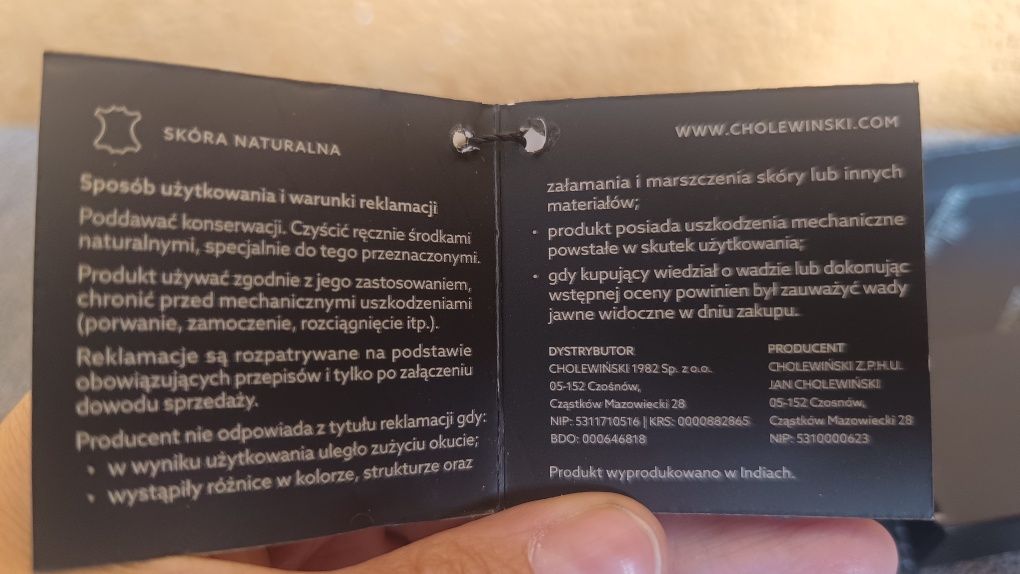 SKÓRA NATURALNA
Sposób użytkowania i warunki reklamacji
Poddawać konserwacji. Czyścić ręcznie środkami
naturalnymi, specjalnie do tego przeznaczonymi.
Produkt używać zgodnie z jego zastosowaniem,
chronić przed mechanicznymi uszkodzeniami
(porwanie, zamoczenie, rozciągnięcie itp.).
Reklamacje są rozpatrywane na podstawie
obowiązujących przepisów i tylko po załączeniu
dowodu sprzedaży.
Producent nie odpowiada z tytułu reklamacji gdy:
• w wyniku użytkowania uległo zużyciu okucie;
• wystąpiły różnice w kolorze, strukturze oraz
WWW.CHOLEWINSKI.COM
załamania i marszczenia skóry lub innych
materiałów;
• produkt posiada uszkodzenia mechaniczne
powstałe w skutek użytkowania;
• gdy kupujący wiedział o wadzie lub dokonując
wstępnej oceny powinien był zauważyć wady
jawne widoczne w dniu zakupu.
DYSTRYBUTOR
CHOLEWIŃSKI 1982 Sp. z o.o.
05-152 Czosnów,
Cząstków Mazowiecki 28
NIP: 5311710516 | KRS: 0000882865
BDO: 000646818
PRODUCENT
CHOLEWIŃSKI Z.P.H.U.
JAN CHOLEWIŃSKI
05-152 Czosnów,
Cząstków Mazowiecki 28
NIP: 5310000623
Produkt wyprodukowano w Indiach.